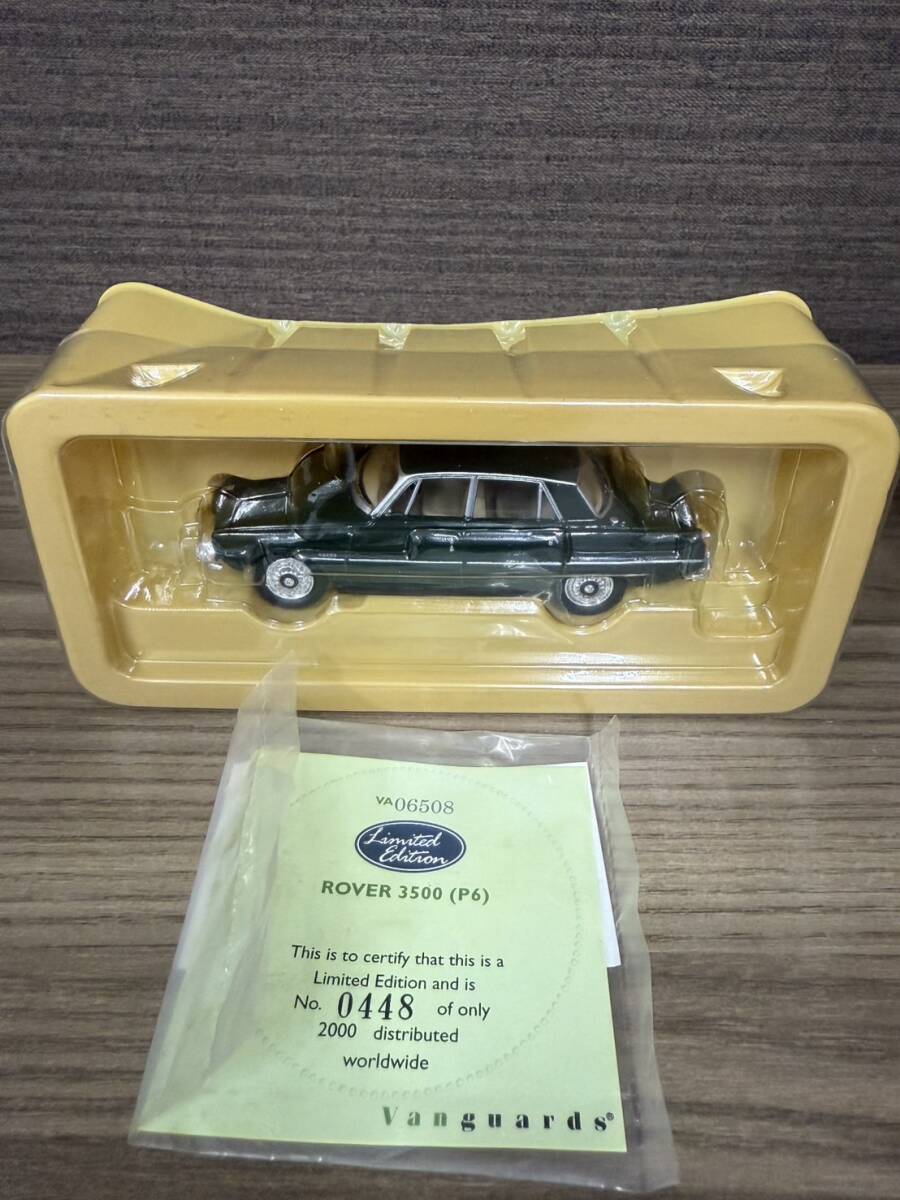 VA06508
Limited
Edition
ROVER 3500 (P6)
This is to certify that this is a
Limited Edition and is
No. 0448 of only
2000 distributed
worldwide
Vanguards®